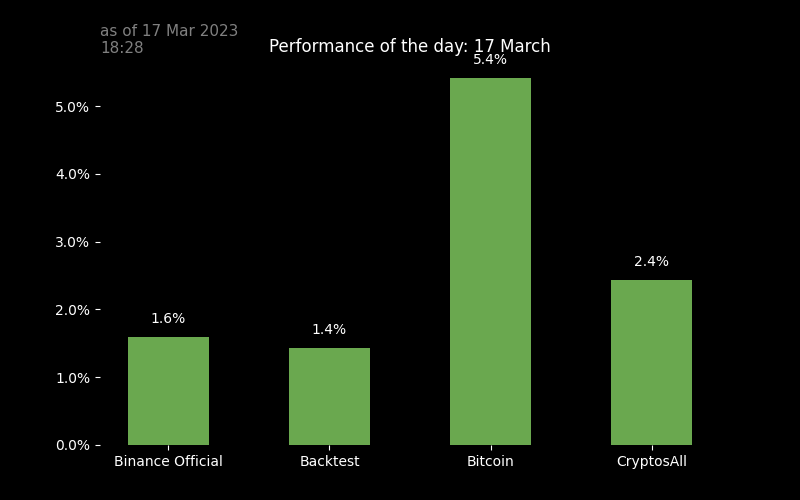 as of 17 Mar 2023
18:28
Performance of the day: 17 March
5.4%
5.0%
4.0%
3.0%
2.4%
2.0%
1.6%
1.4%
1.0%
0.0%
Binance Official
Backtest
Bitcoin
CryptosAll